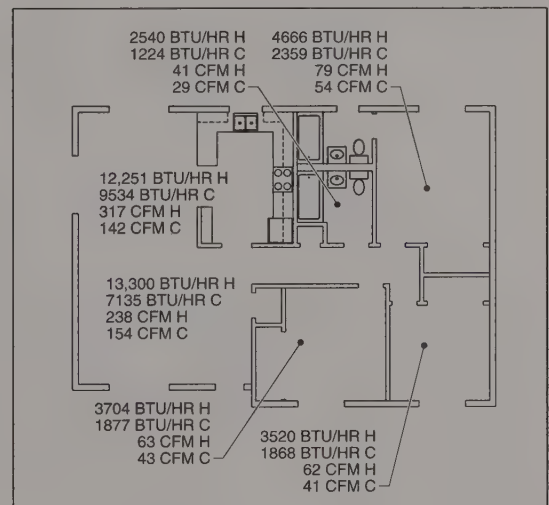 2540 BTU/HR H
1224 BTU/HR C
41 CFM H
29 CFM C
4666 BTU/HR H
2359 BTU/HR C
79 CFM H
54 CFM C
12,251 BTU/HR H
9534 BTU/HR C
317 CFM H
142 CFM C
13,300 BTU/HR H
7135 BTU/HR C
238 CFM H
154 CFM C
3704 BTU/HR H
1877 BTU/HR C
63 CFM H
43 CFM C
3520 BTU/HR H
1868 BTU/HR C
62 CFM H
41 CFM C